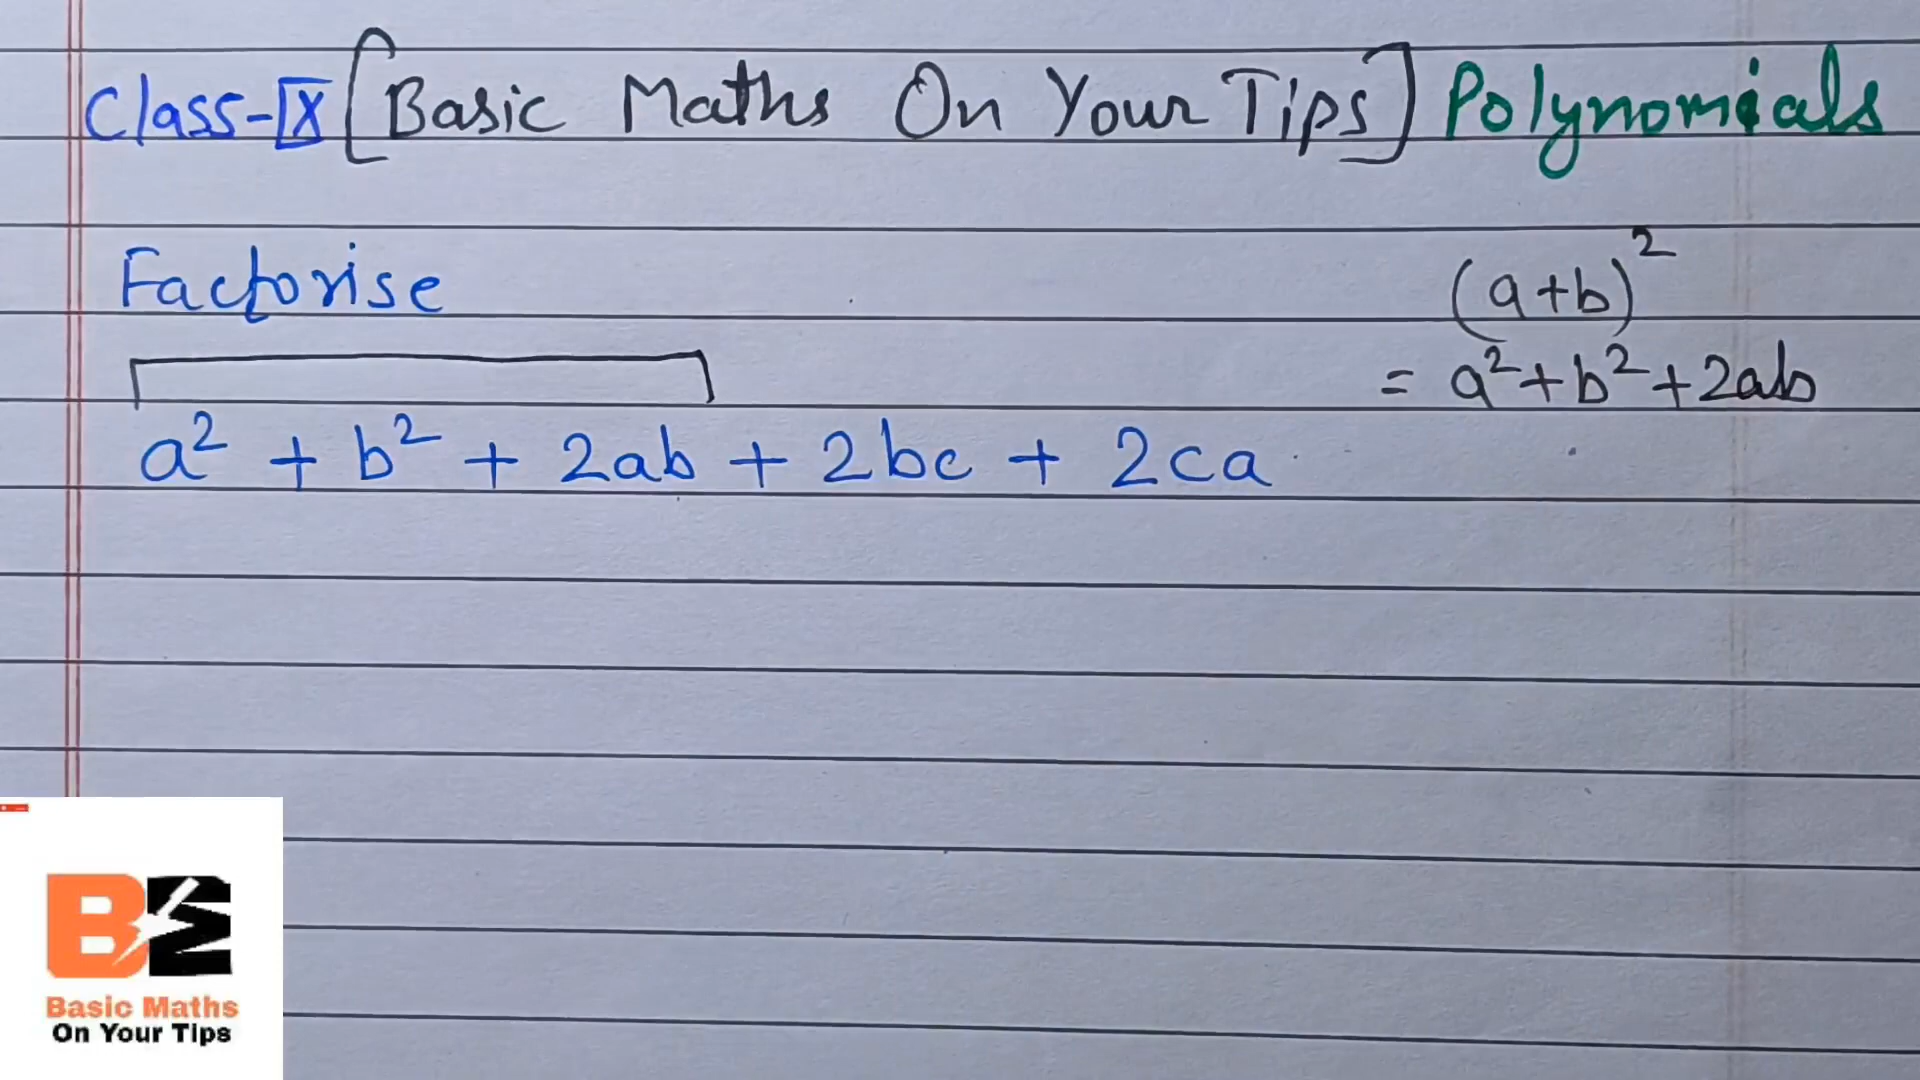 Class-IX [Basic Maths On Your Tips] Polynomials
Factorise
(a+b)²
= a²+b²+2ab
a² + b² + 2ab + 2bc + 2ca
BM
Basic Maths
On Your Tips